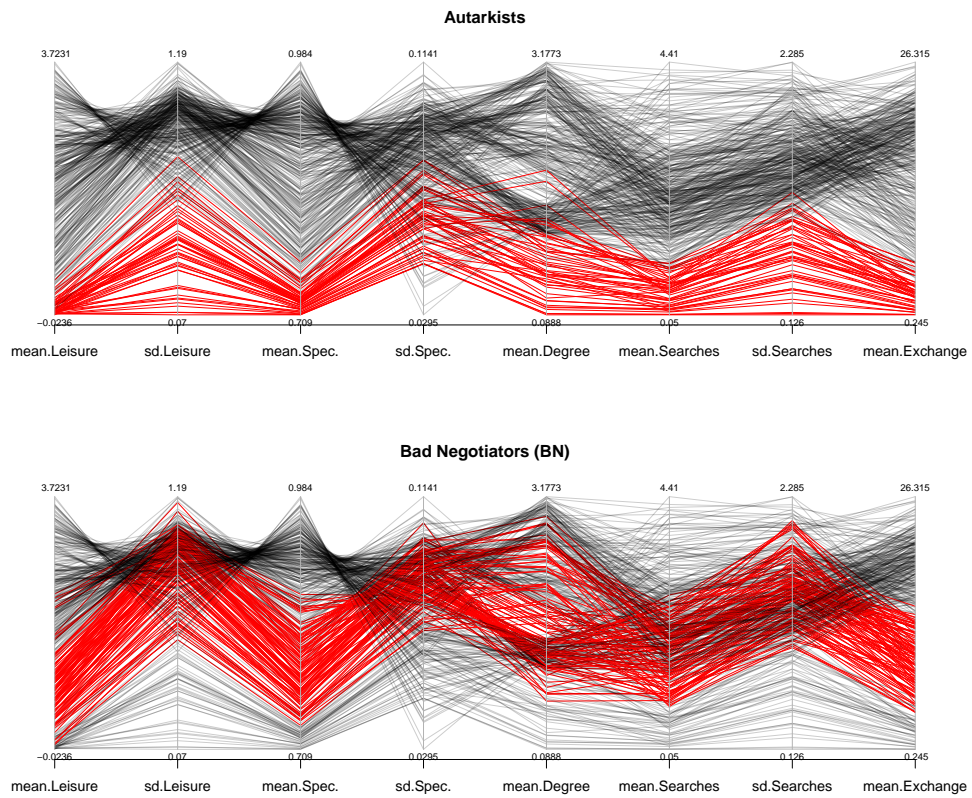 Autarkists
3.7231 1.19 0.984 0.1141 3.1773 4.41 2.285 26.315
−0.0236 0.07 0.709 0.0295 0.0888 0.05 0.126 0.245
mean.Leisure sd.Leisure mean.Spec. sd.Spec. mean.Degree mean.Searches sd.Searches mean.Exchange
Bad Negotiators (BN)
3.7231 1.19 0.984 0.1141 3.1773 4.41 2.285 26.315
−0.0236 0.07 0.709 0.0295 0.0888 0.05 0.126 0.245
mean.Leisure sd.Leisure mean.Spec. sd.Spec. mean.Degree mean.Searches sd.Searches mean.Exchange